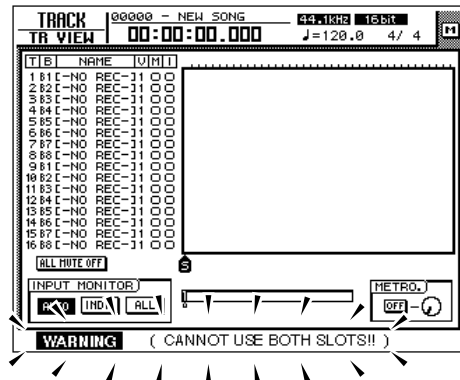 TRACK 00000 - NEW SONG 44.1kHz 16bit M
TR VIEW 00:00:00.000 ♩=120.0 4/ 4
T B NAME V M I
1 B1 [-NO REC-] 1
2 B2 [-NO REC-] 1
3 B3 [-NO REC-] 1
4 B4 [-NO REC-] 1
5 B5 [-NO REC-] 1
6 B6 [-NO REC-] 1
7 B7 [-NO REC-] 1
8 B8 [-NO REC-] 1
9 B1 [-NO REC-] 1
10 B2 [-NO REC-] 1
11 B3 [-NO REC-] 1
12 B4 [-NO REC-] 1
13 B5 [-NO REC-] 1
14 B6 [-NO REC-] 1
15 B7 [-NO REC-] 1
16 B8 [-NO REC-] 1
ALL MUTE OFF S
INPUT MONITOR METRO.
AUTO IND. ALL OFF
WARNING ( CANNOT USE BOTH SLOTS!! )